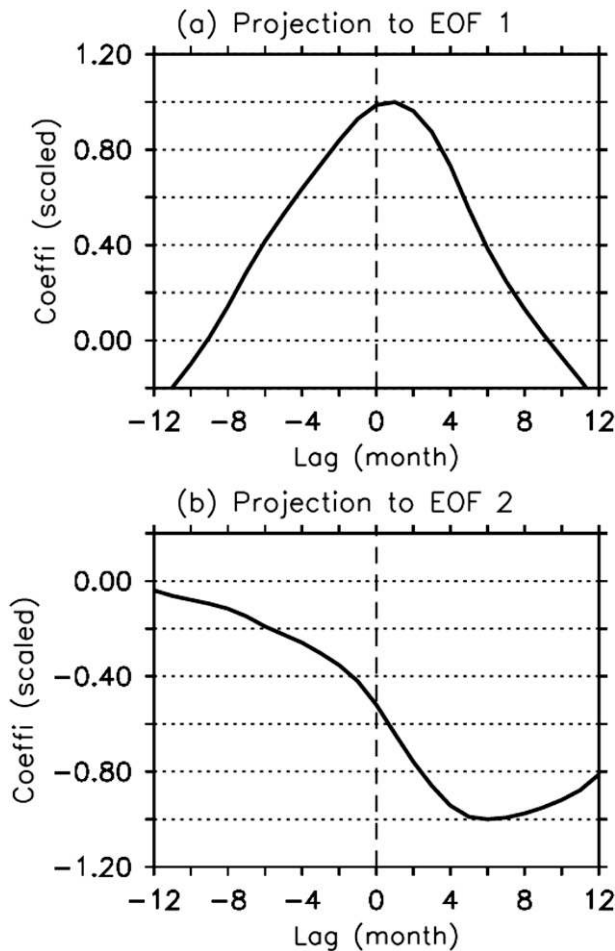 (a) Projection to EOF 1
1.20
0.80
0.40
0.00
Coeffi (scaled)
−12 −8 −4 0 4 8 12
Lag (month)
(b) Projection to EOF 2
0.00
−0.40
−0.80
−1.20
Coeffi (scaled)
−12 −8 −4 0 4 8 12
Lag (month)